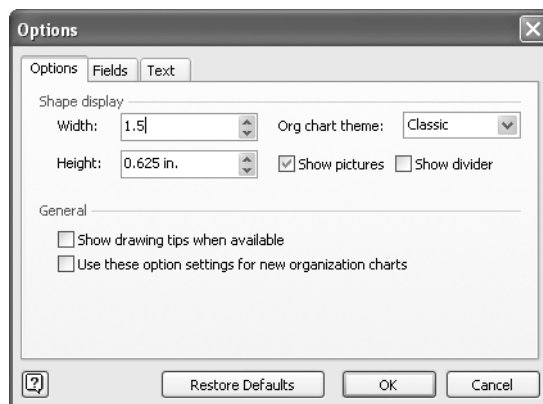 Options
Options Fields Text
Shape display
Width: 1.5 Org chart theme: Classic
Height: 0.625 in. Show pictures Show divider
General
Show drawing tips when available
Use these option settings for new organization charts
? Restore Defaults OK Cancel